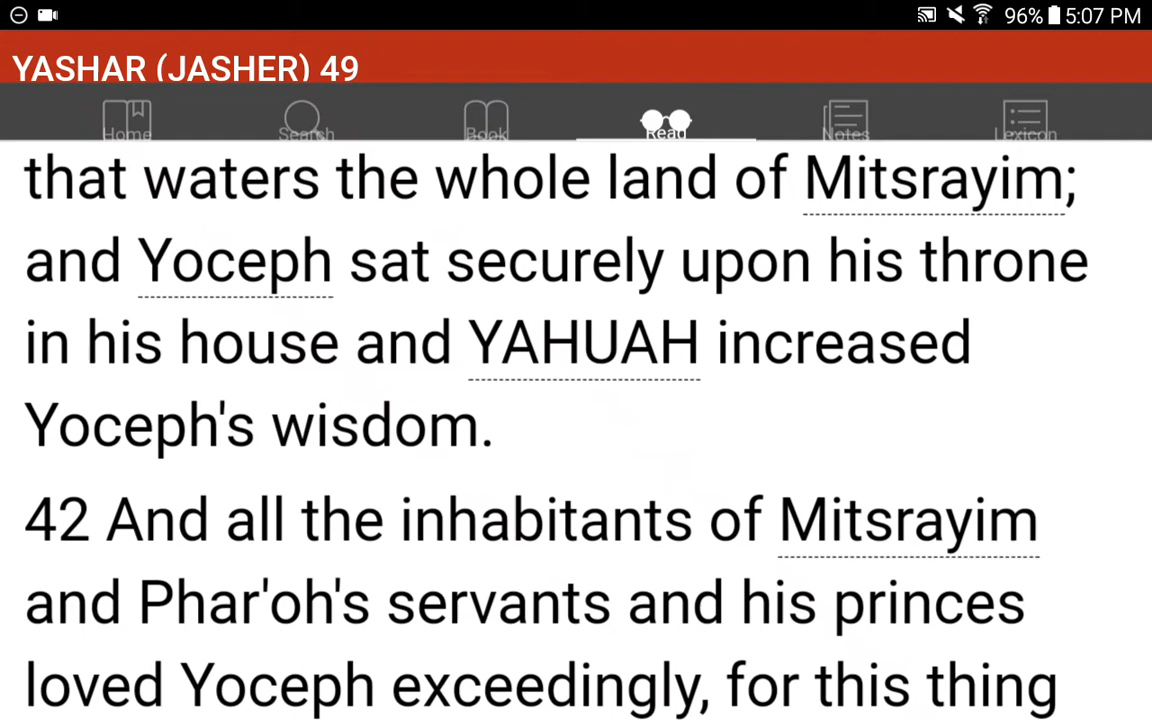 96% 5:07 PM
YASHAR (JASHER) 49
Home Search Book Read Notes Lexicon
that waters the whole land of Mitsrayim;
and Yoceph sat securely upon his throne
in his house and YAHUAH increased
Yoceph's wisdom.
42 And all the inhabitants of Mitsrayim
and Phar'oh's servants and his princes
loved Yoceph exceedingly, for this thing